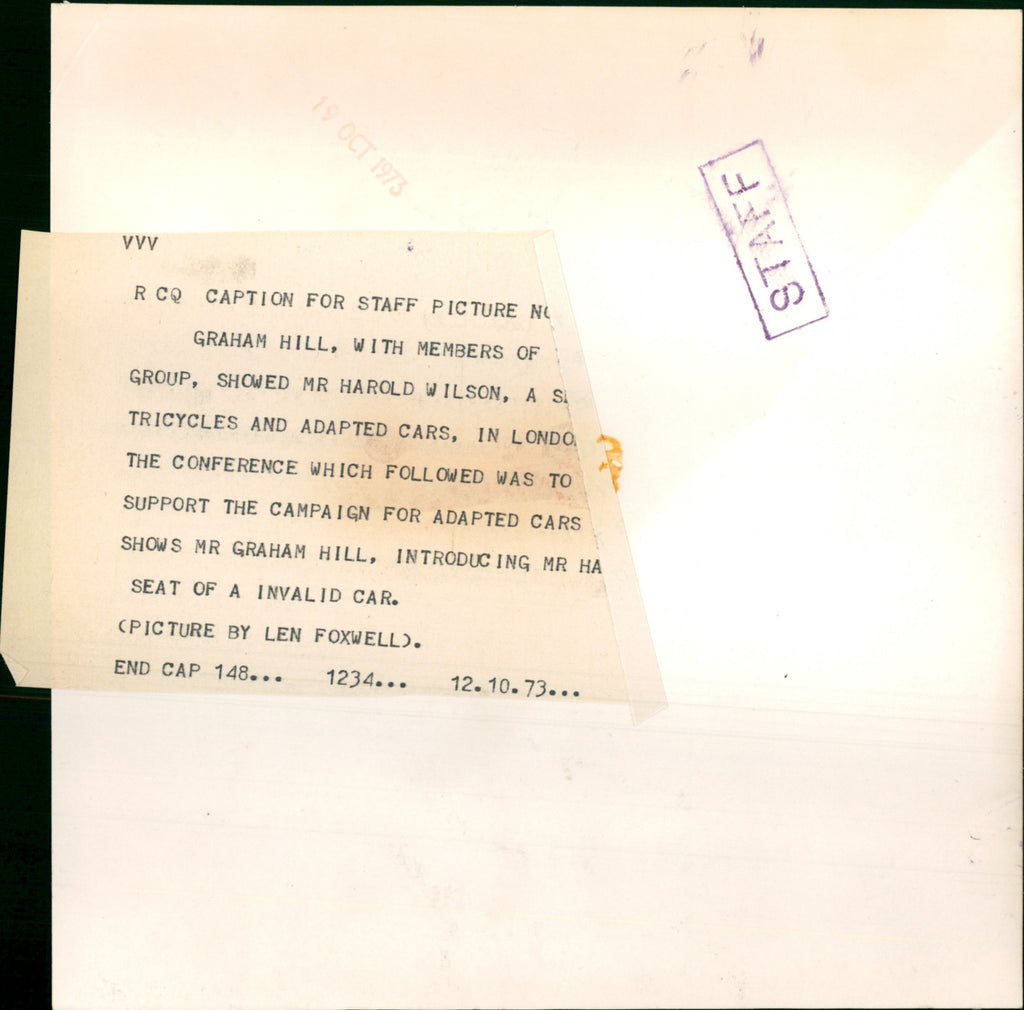 19 OCT 1973
STAFF
VVV
R CQ CAPTION FOR STAFF PICTURE
GRAHAM HILL, WITH MEMBERS OF
GROUP, SHOWED MR HAROLD WILSON, A
TRICYCLES AND ADAPTED CARS, IN LONDO
THE CONFERENCE WHICH FOLLOWED WAS TO
SUPPORT THE CAMPAIGN FOR ADAPTED CARS
SHOWS MR GRAHAM HILL, INTRODUCING MR HA
SEAT OF A INVALID CAR.
(PICTURE BY LEN FOXWELL).
END CAP 148... 1234... 12.10.73...